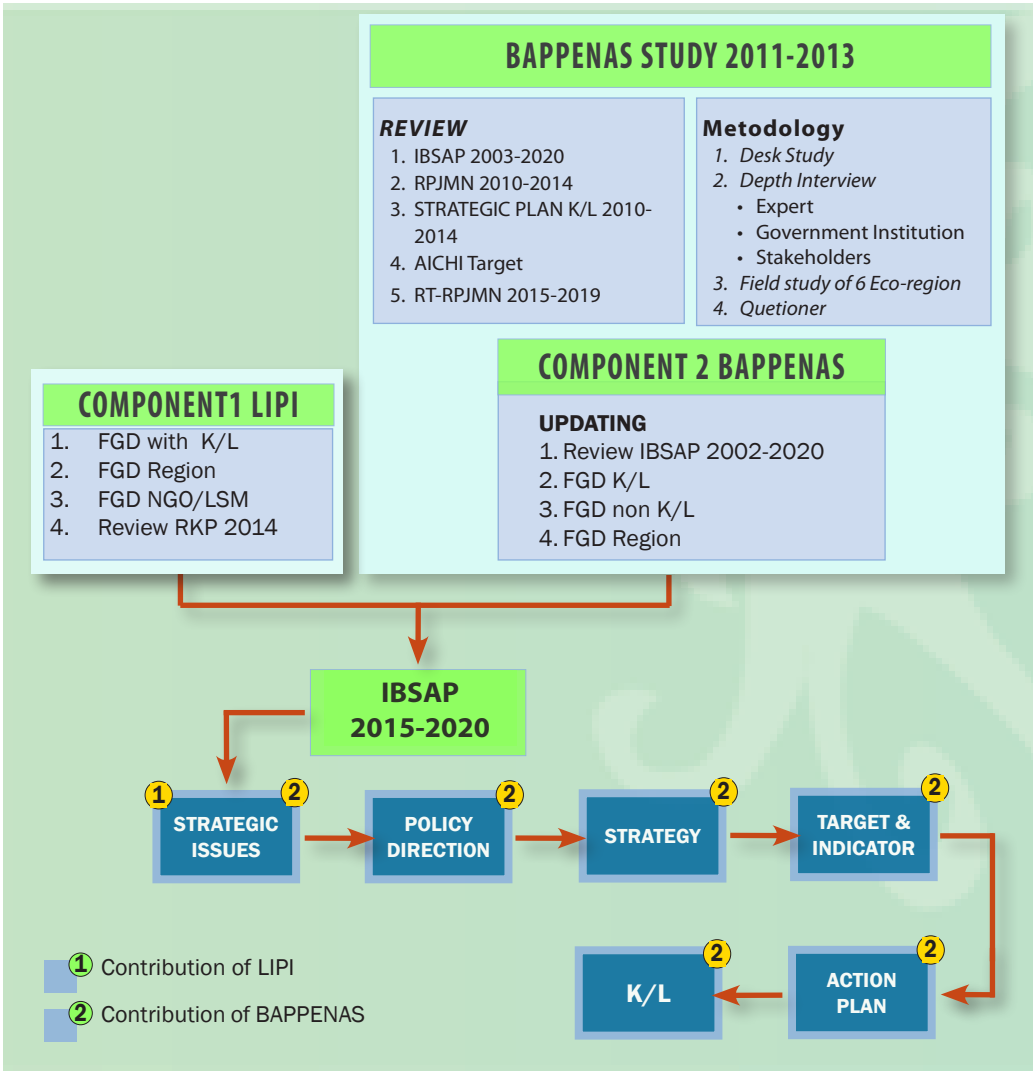 BAPPENAS STUDY 2011-2013
REVIEW
1. IBSAP 2003-2020
2. RPJMN 2010-2014
3. STRATEGIC PLAN K/L 2010-
2014
4. AICHI Target
5. RT-RPJMN 2015-2019
Metodology
1. Desk Study
2. Depth Interview
• Expert
• Government Institution
• Stakeholders
3. Field study of 6 Eco-region
4. Quetioner
COMPONENT1 LIPI
1. FGD with K/L
2. FGD Region
3. FGD NGO/LSM
4. Review RKP 2014
COMPONENT 2 BAPPENAS
UPDATING
1. Review IBSAP 2002-2020
2. FGD K/L
3. FGD non K/L
4. FGD Region
IBSAP
2015-2020
1
2
STRATEGIC
ISSUES
2
POLICY
DIRECTION
2
STRATEGY
2
TARGET &
INDICATOR
2
ACTION
PLAN
2
K/L
1 Contribution of LIPI
2 Contribution of BAPPENAS